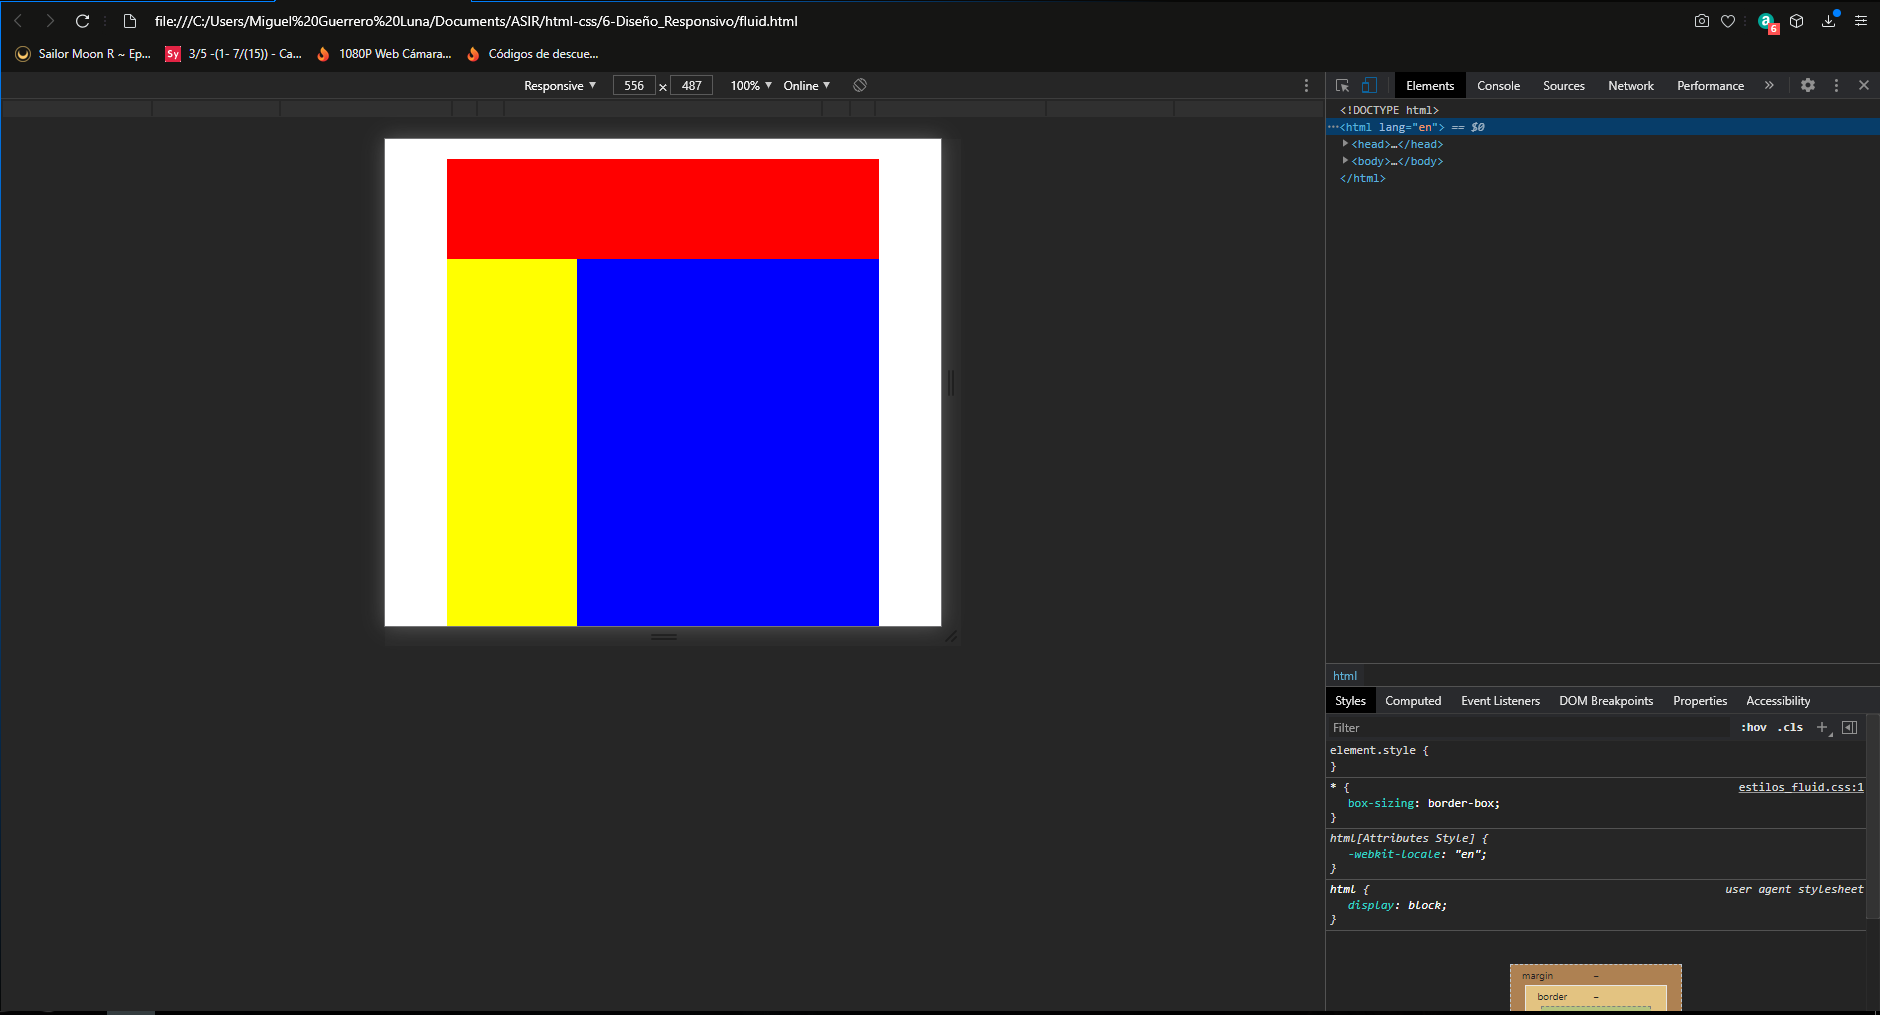 file:///C:/Users/Miguel%20Guerrero%20Luna/Documents/ASIR/html-css/6-Diseño_Responsivo/fluid.html
a 6
Sailor Moon R ~ Ep... Sy 3/5 -(1- 7/(15)) - Ca... 1080P Web Cámara... Códigos de descue...
Responsive ▼ 556 × 487 100% ▼ Online ▼
Elements Console Sources Network Performance »
<!DOCTYPE html>
···<html lang="en"> == $0
<head>…</head>
<body>…</body>
</html>
html
Styles Computed Event Listeners DOM Breakpoints Properties Accessibility
Filter :hov .cls +
element.style {
}
* { estilos_fluid.css:1
box-sizing: border-box;
}
html[Attributes Style] {
-webkit-locale: "en";
}
html { user agent stylesheet
display: block;
}
margin –
border –